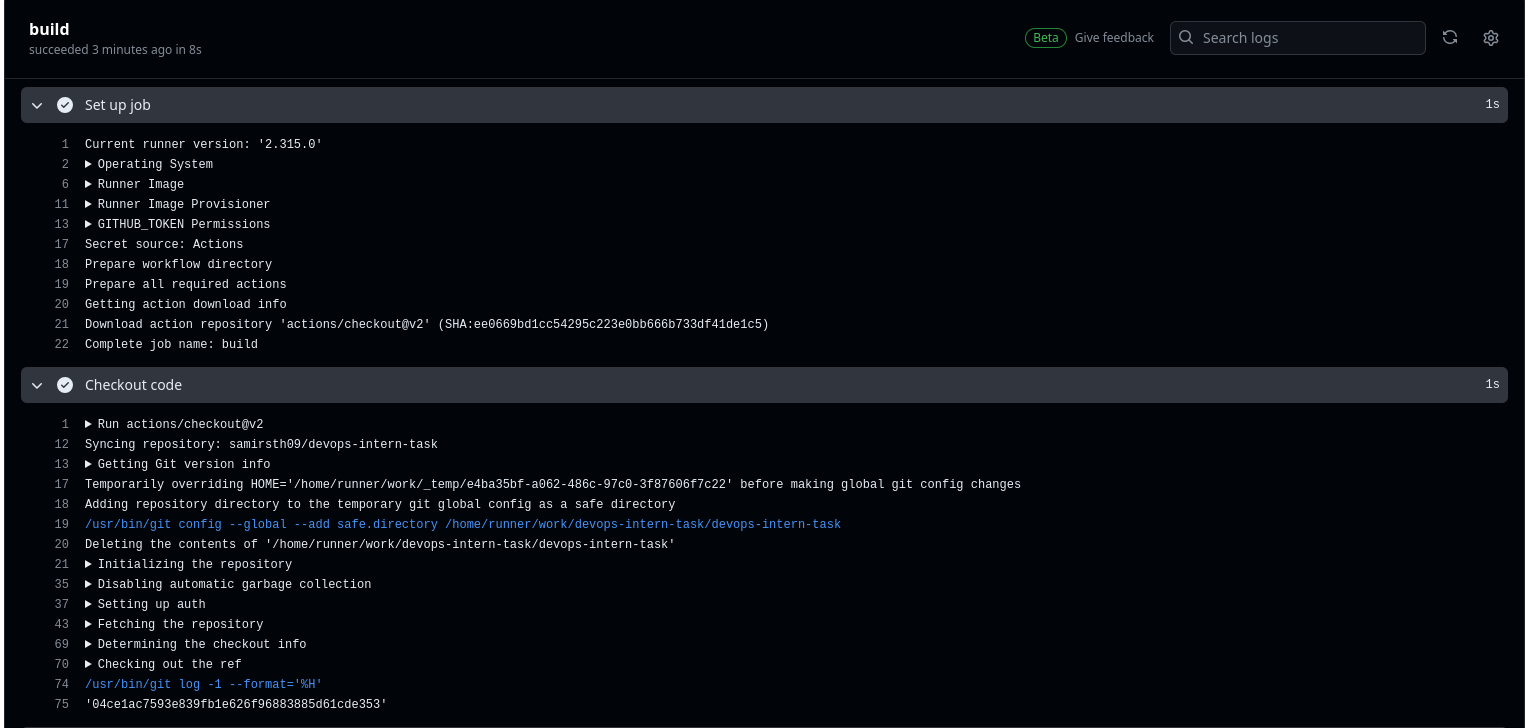 build
succeeded 3 minutes ago in 8s
Beta Give feedback
Search logs
Set up job 1s
1 Current runner version: '2.315.0'
2 Operating System
6 Runner Image
11 Runner Image Provisioner
13 GITHUB_TOKEN Permissions
17 Secret source: Actions
18 Prepare workflow directory
19 Prepare all required actions
20 Getting action download info
21 Download action repository 'actions/checkout@v2' (SHA:ee0669bd1cc54295c223e0bb666b733df41de1c5)
22 Complete job name: build
Checkout code 1s
1 Run actions/checkout@v2
12 Syncing repository: samirsth09/devops-intern-task
13 Getting Git version info
17 Temporarily overriding HOME='/home/runner/work/_temp/e4ba35bf-a062-486c-97c0-3f87606f7c22' before making global git config changes
18 Adding repository directory to the temporary git global config as a safe directory
19 /usr/bin/git config --global --add safe.directory /home/runner/work/devops-intern-task/devops-intern-task
20 Deleting the contents of '/home/runner/work/devops-intern-task/devops-intern-task'
21 Initializing the repository
35 Disabling automatic garbage collection
37 Setting up auth
43 Fetching the repository
69 Determining the checkout info
70 Checking out the ref
74 /usr/bin/git log -1 --format='%H'
75 '04ce1ac7593e839fb1e626f96883885d61cde353'